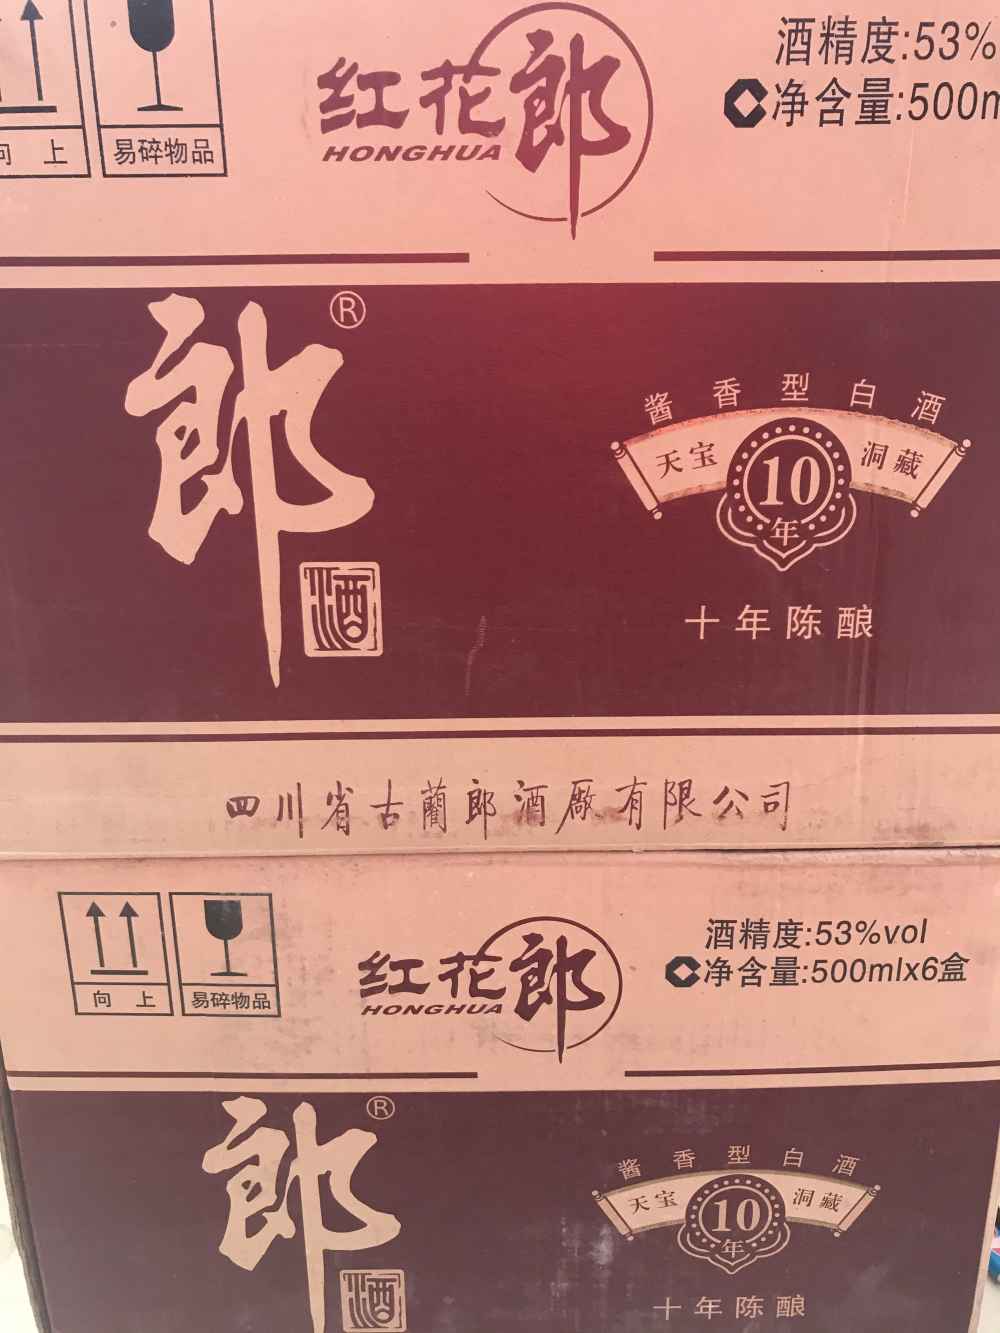 酒精度:53%
净含量:500m
向 上
易碎物品
红花郎
HONGHUA
郎
®
酒
酱香型白酒
天宝
洞藏
10
年
十年陈酿
四川省古蔺郎酒厰有限公司
向 上
易碎物品
红花郎
HONGHUA
酒精度:53%vol
净含量:500mlx6盒
郎
®
酒
酱香型白酒
天宝
洞藏
10
年
十年陈酿